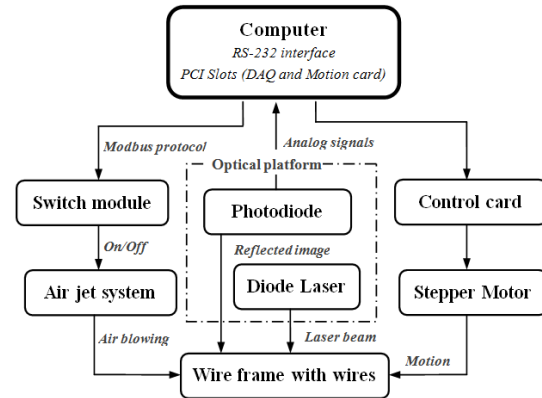 Computer
RS-232 interface
PCI Slots (DAQ and Motion card)
Modbus protocol
Analog signals
Optical platform
Switch module
Photodiode
Control card
On/Off
Reflected image
Air jet system
Diode Laser
Stepper Motor
Air blowing
Laser beam
Motion
Wire frame with wires